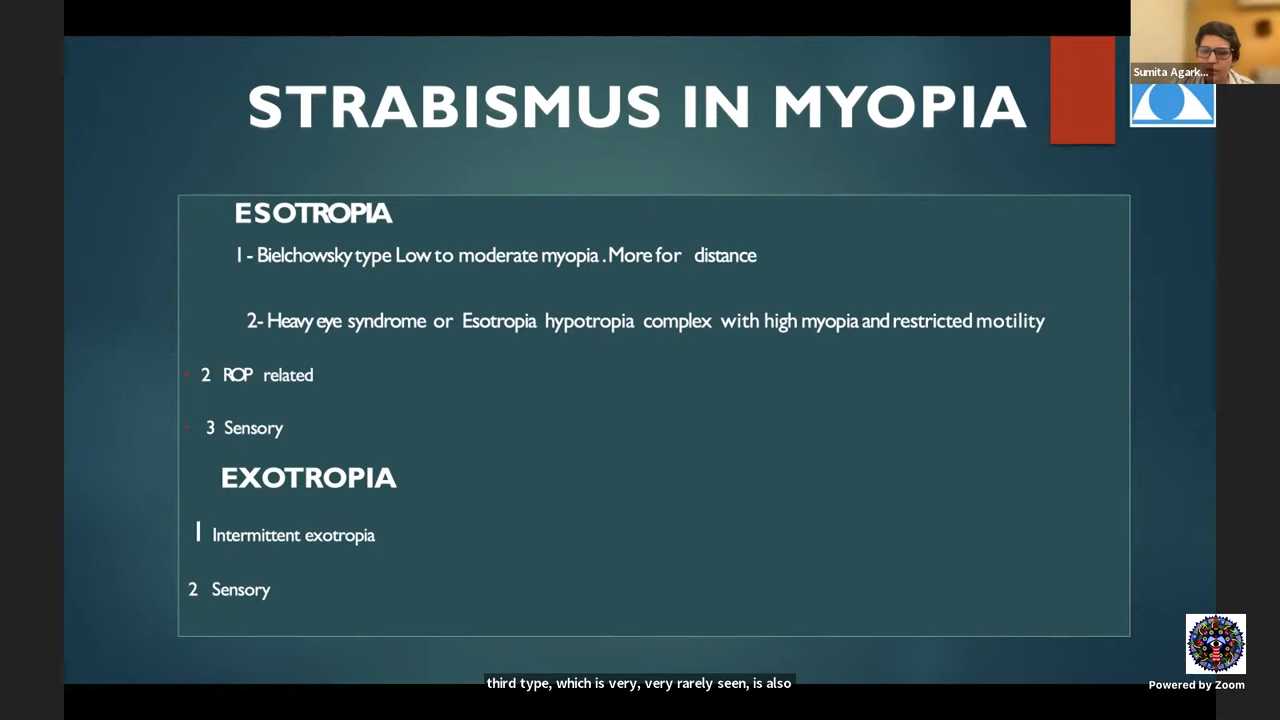 STRABISMUS IN MYOPIA
Sumita Agark...
ESOTROPIA
1 - Bielchowsky type Low to moderate myopia . More for distance
2- Heavy eye syndrome or Esotropia hypotropia complex with high myopia and restricted motility
2 ROP related
3 Sensory
EXOTROPIA
1 Intermittent exotropia
2 Sensory
third type, which is very, very rarely seen, is also
Powered by Zoom